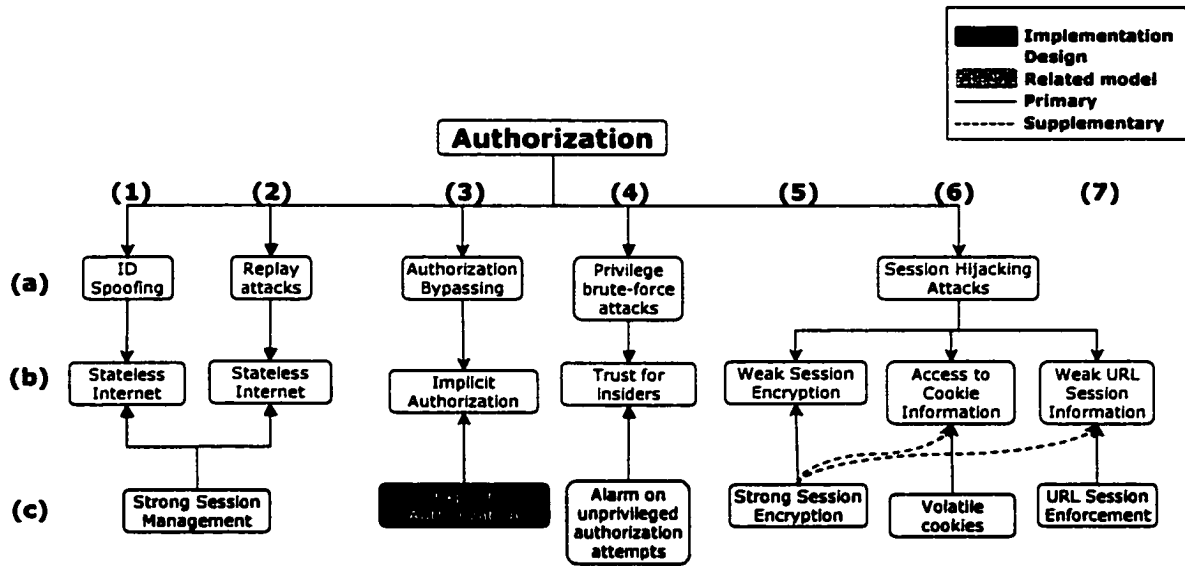 Implementation
Design
Related model
Primary
Supplementary
Authorization
(1) (2) (3) (4) (5) (6) (7)
(a)
ID
Spoofing
Replay
attacks
Authorization
Bypassing
Privilege
brute-force
attacks
Session Hijacking
Attacks
(b)
Stateless
Internet
Stateless
Internet
Implicit
Authorization
Trust for
insiders
Weak Session
Encryption
Access to
Cookie
Information
Weak URL
Session
Information
(c)
Strong Session
Management
Alarm on
unprivileged
authorization
attempts
Strong Session
Encryption
Volatile
cookies
URL Session
Enforcement